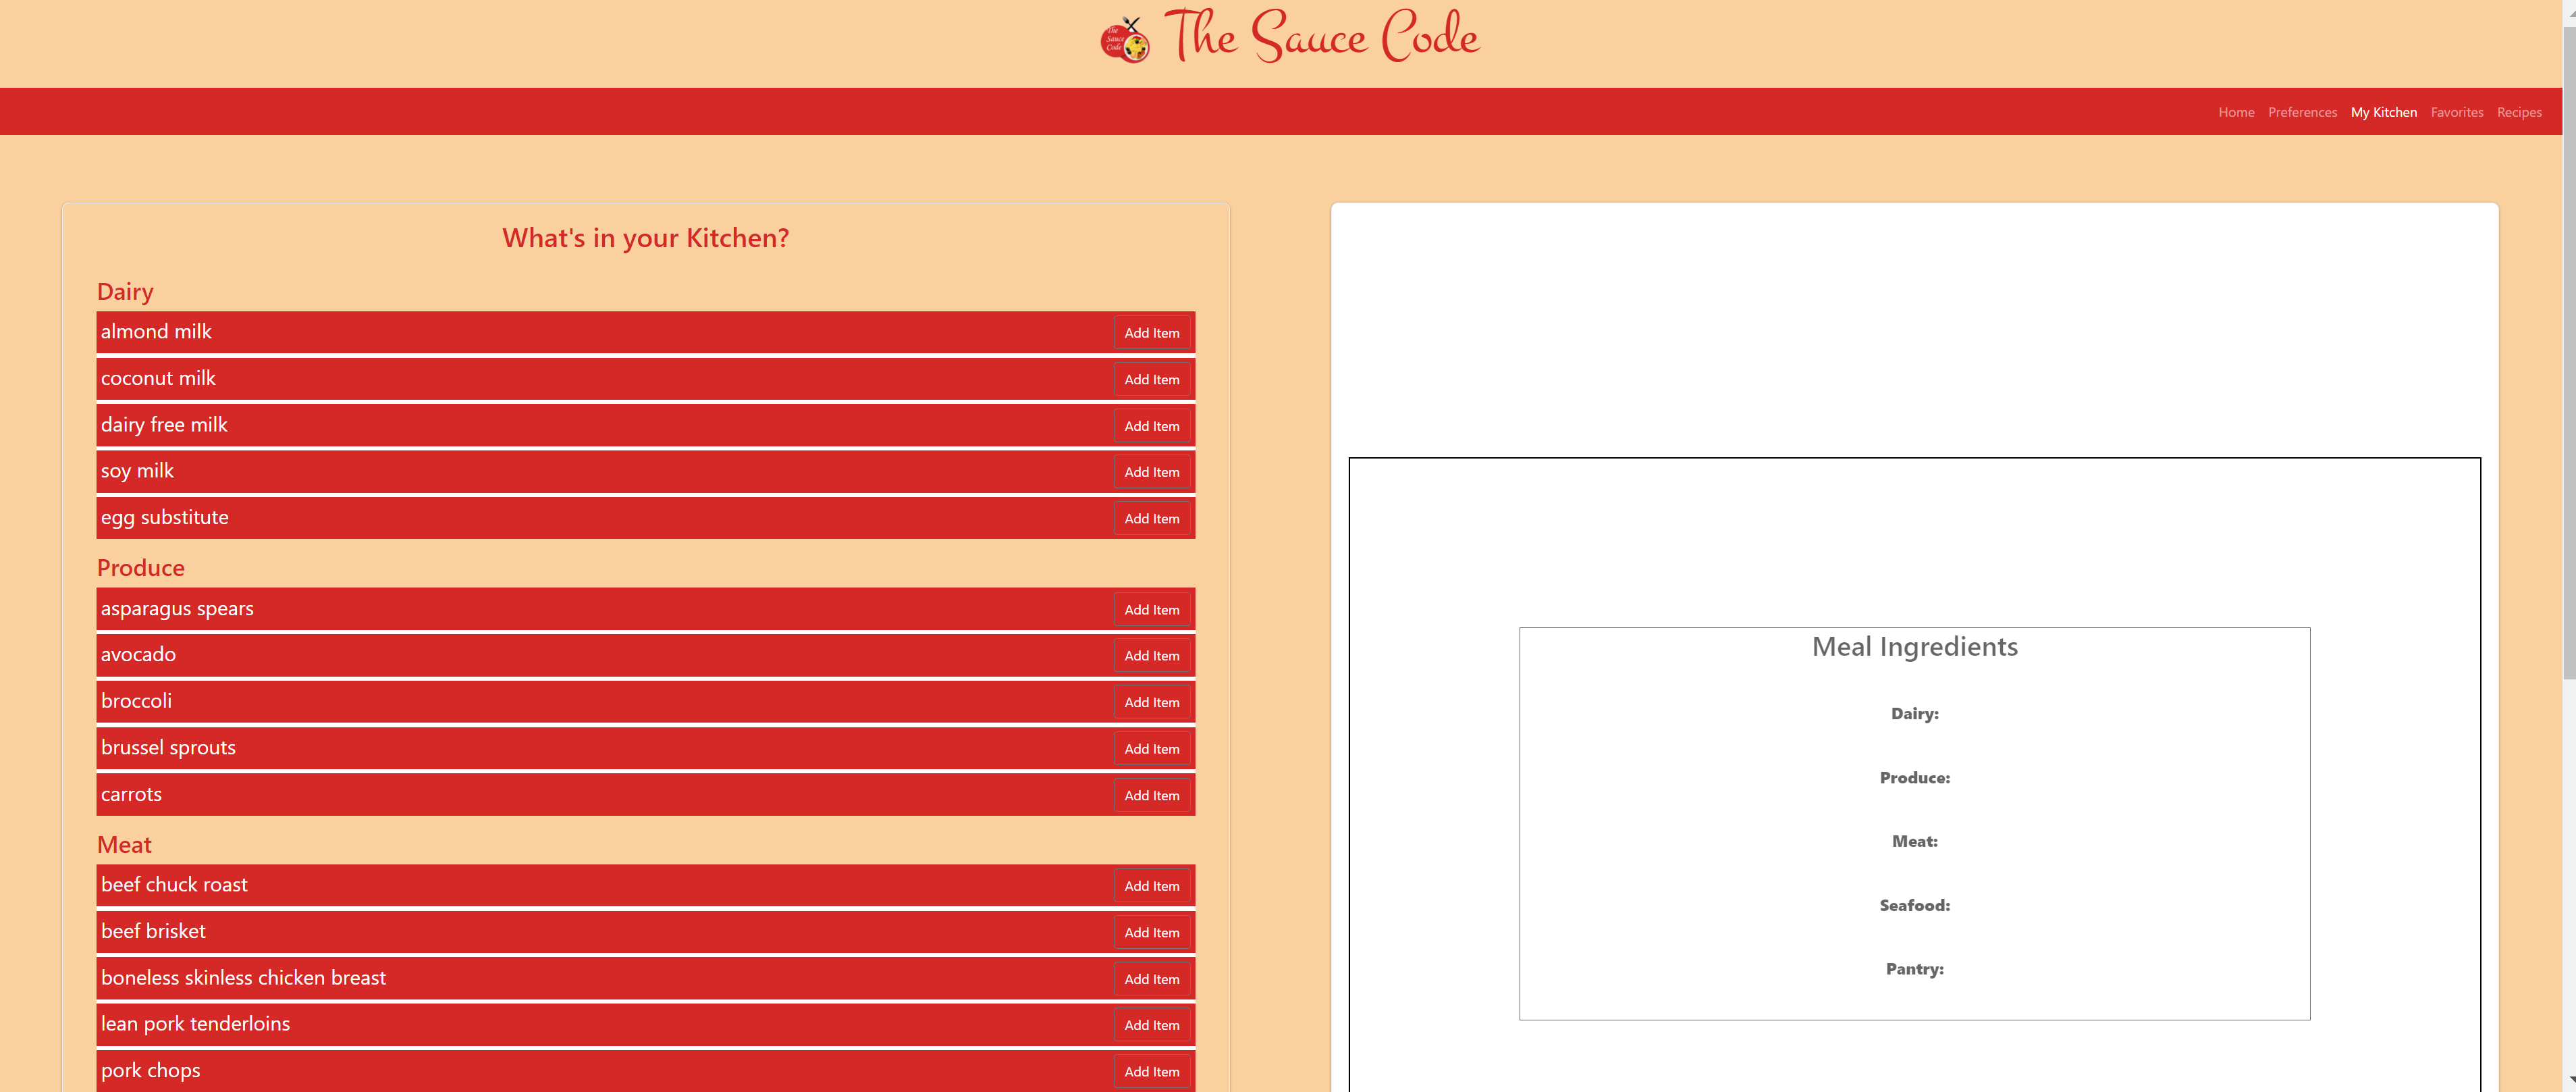 The Sauce Code
The Sauce Code
Home Preferences My Kitchen Favorites Recipes
What's in your Kitchen?
Dairy
almond milk Add Item
coconut milk Add Item
dairy free milk Add Item
soy milk Add Item
egg substitute Add Item
Produce
asparagus spears Add Item
avocado Add Item
broccoli Add Item
brussel sprouts Add Item
carrots Add Item
Meat
beef chuck roast Add Item
beef brisket Add Item
boneless skinless chicken breast Add Item
lean pork tenderloins Add Item
pork chops Add Item
Meal Ingredients
Dairy:
Produce:
Meat:
Seafood:
Pantry: